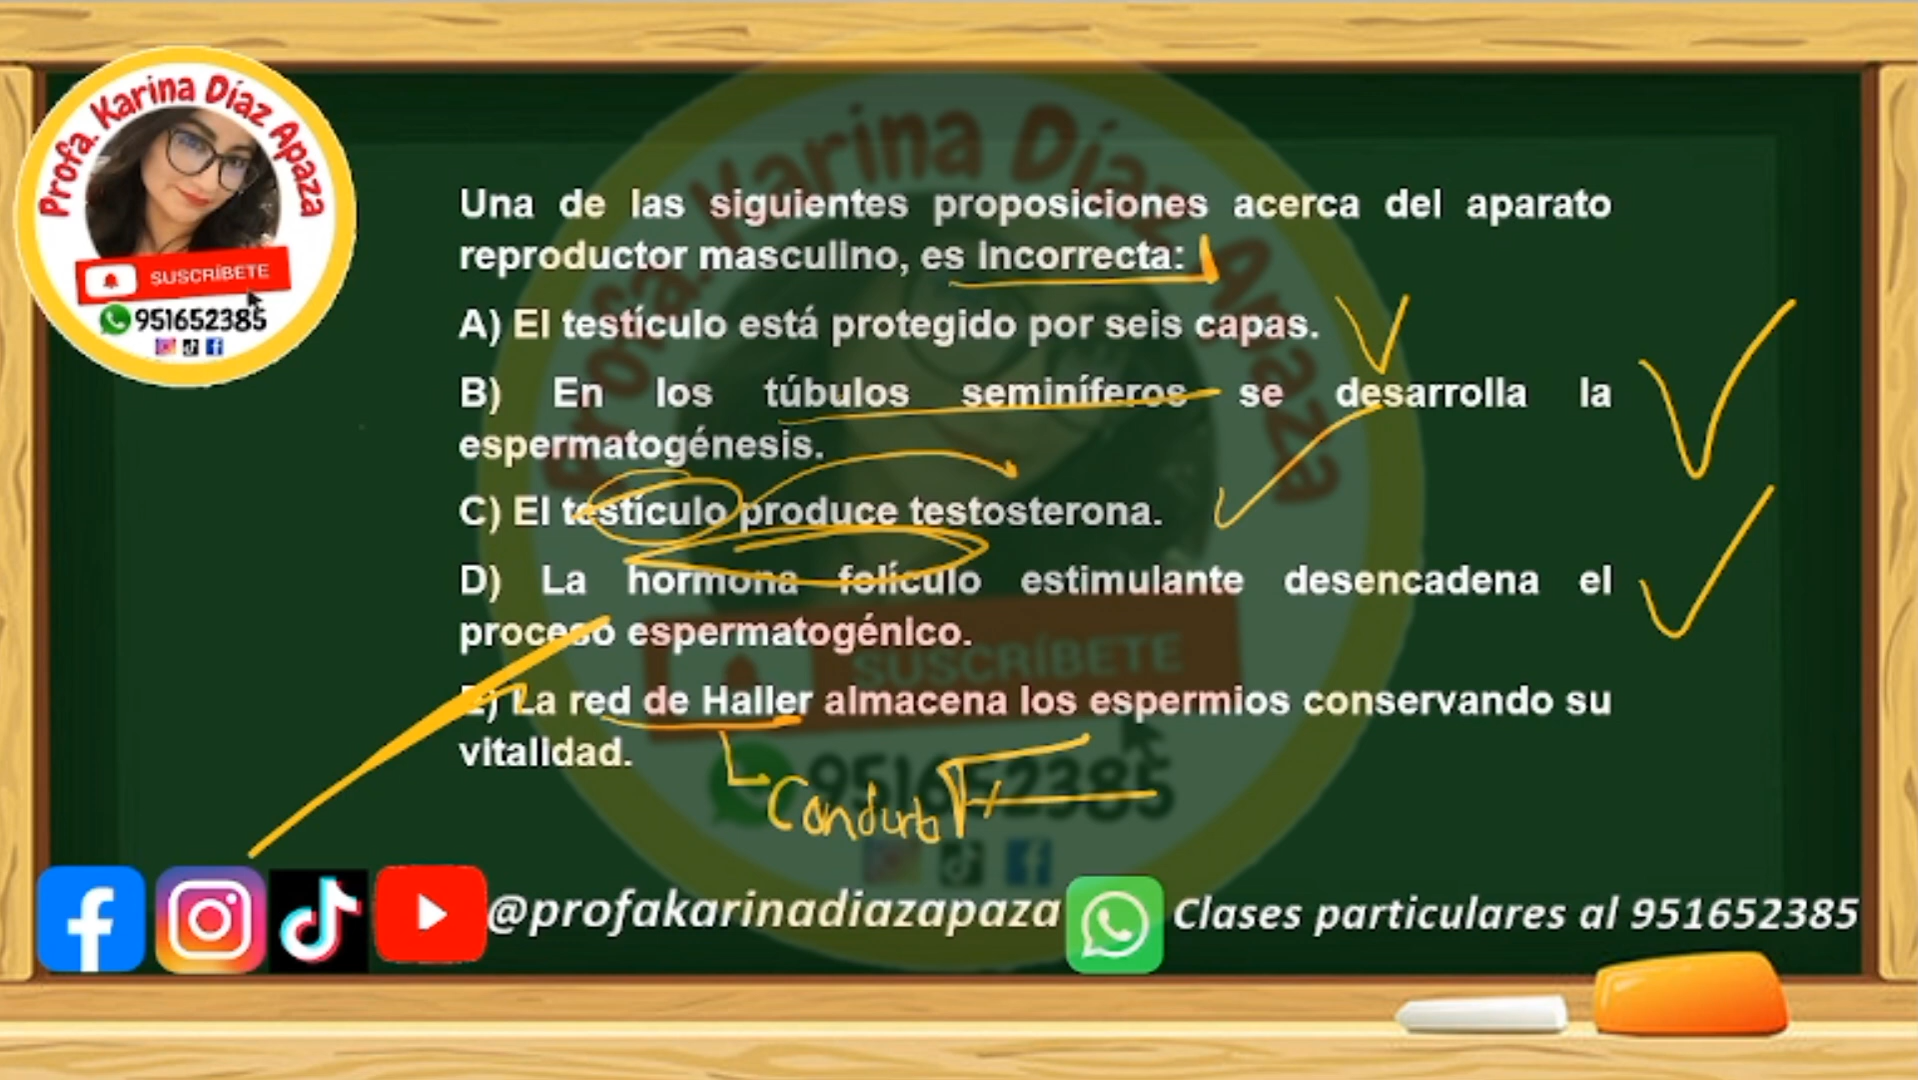 Profa. Karina Díaz Apaza
SUSCRÍBETE
951652385
Una de las siguientes proposiciones acerca del aparato
reproductor masculino, es incorrecta:
A) El testículo está protegido por seis capas.
B) En los túbulos seminíferos se desarrolla la
espermatogénesis.
C) El testículo produce testosterona.
D) La hormona folículo estimulante desencadena el
proceso espermatogénico.
E) La red de Haller almacena los espermios conservando su
vitalidad.
SUSCRÍBETE
951652385
@profakarinadiazapaza
Clases particulares al 951652385